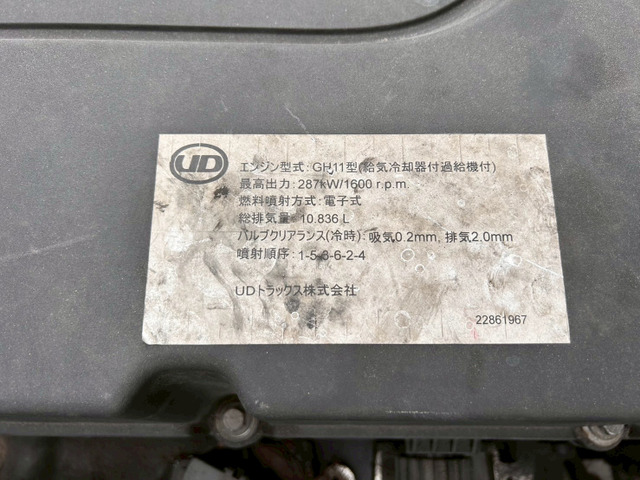 UD
エンジン型式：GH11型(給気冷却器付過給機付)
最高出力：287kW/1600 r.p.m.
燃料噴射方式：電子式
総排気量：10.836 L
バルブクリアランス(冷時)：吸気0.2mm, 排気2.0mm
噴射順序：1-5-3-6-2-4
UDトラックス株式会社
22861967